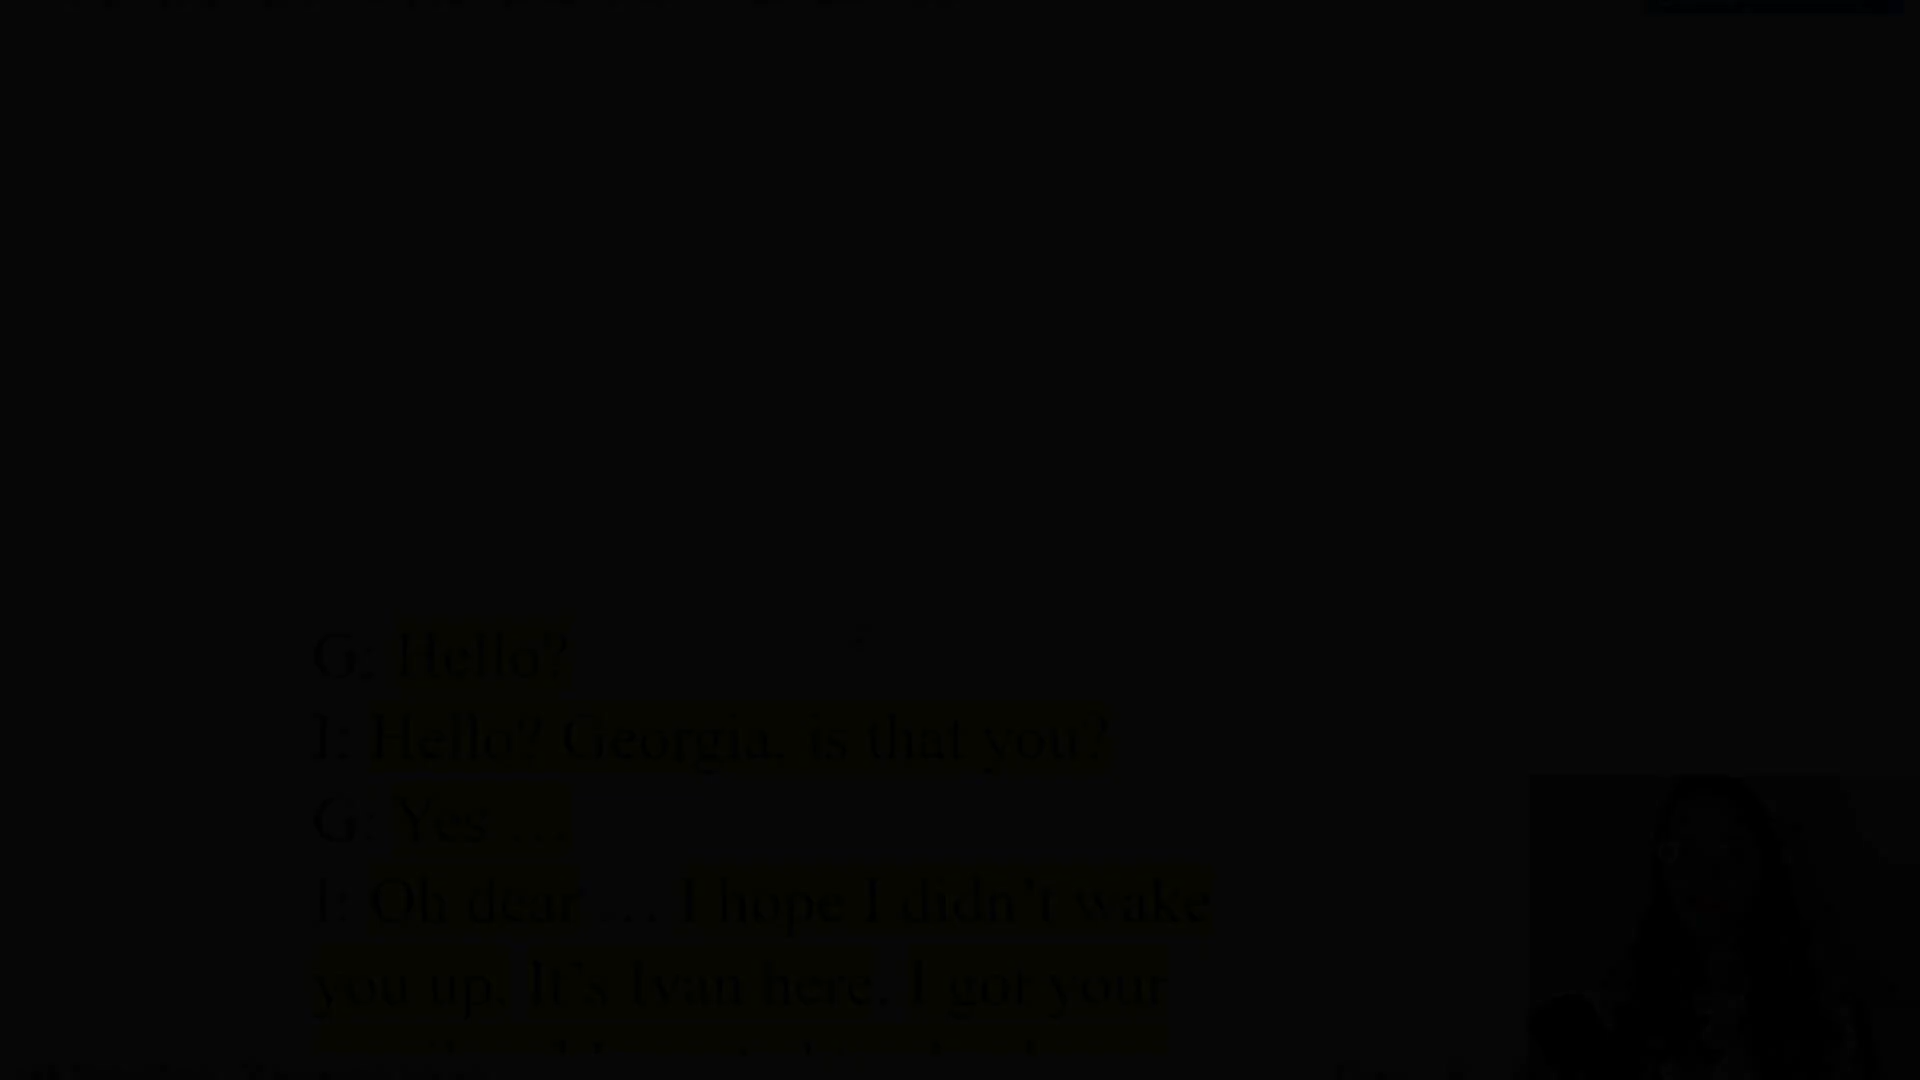 G: Hello?
I: Hello? Georgia, is that you?
G: Yes …
I: Oh dear … I hope I didn't wake
you up. It's Ivan here. I got your